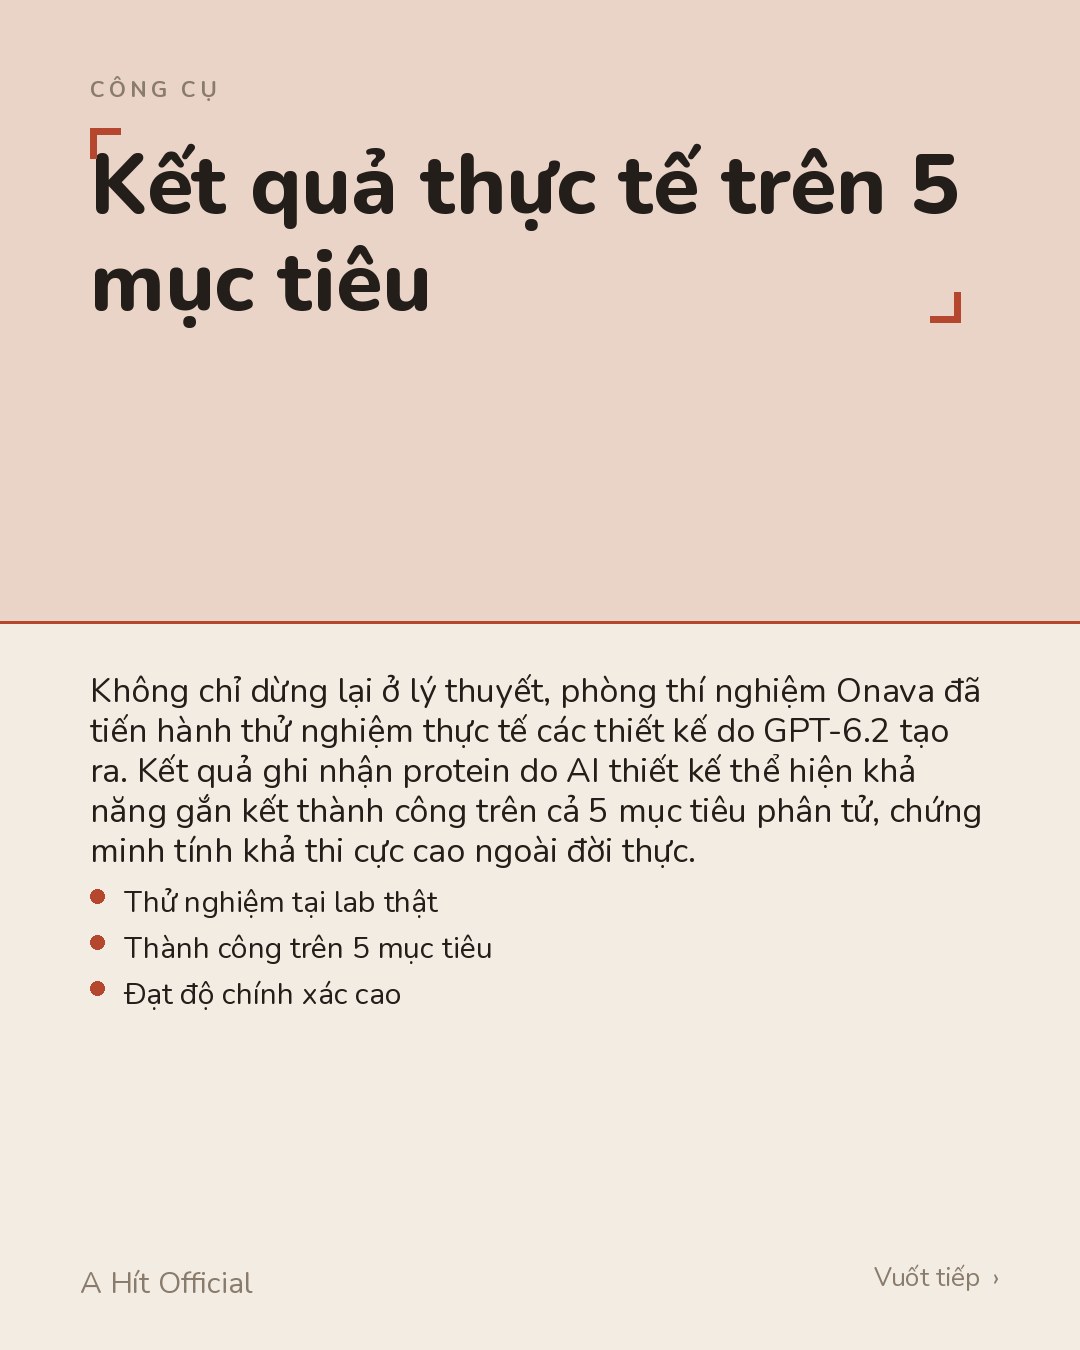 CÔNG CỤ
Kết quả thực tế trên 5
mục tiêu
Không chỉ dừng lại ở lý thuyết, phòng thí nghiệm Onava đã
tiến hành thử nghiệm thực tế các thiết kế do GPT-6.2 tạo
ra. Kết quả ghi nhận protein do AI thiết kế thể hiện khả
năng gắn kết thành công trên cả 5 mục tiêu phân tử, chứng
minh tính khả thi cực cao ngoài đời thực.
Thử nghiệm tại lab thật
Thành công trên 5 mục tiêu
Đạt độ chính xác cao
A Hít Official
Vuốt tiếp ›